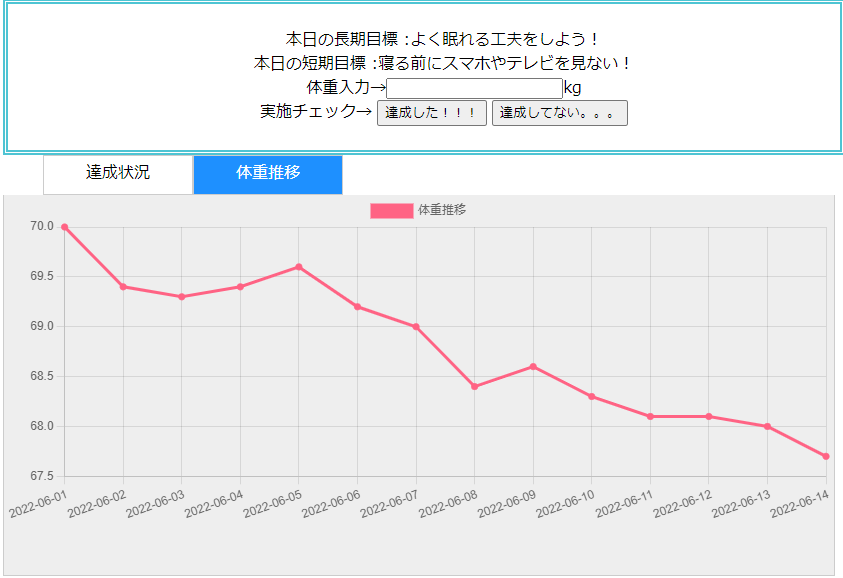 本日の長期目標 :よく眠れる工夫をしよう！
本日の短期目標 :寝る前にスマホやテレビを見ない！
体重入力→kg
実施チェック→ 達成した！！！ 達成してない。。。
達成状況 体重推移
体重推移
70.0
69.5
69.0
68.5
68.0
67.5
2022-06-01 2022-06-02 2022-06-03 2022-06-04 2022-06-05 2022-06-06 2022-06-07 2022-06-08 2022-06-09 2022-06-10 2022-06-11 2022-06-12 2022-06-13 2022-06-14